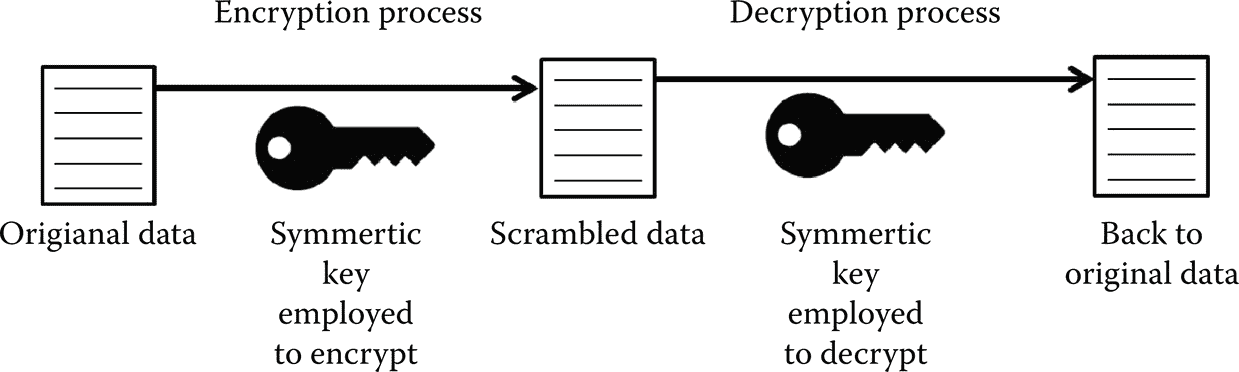 Encryption process
Decryption process
Origianal data
Symmertic
key
employed
to encrypt
Scrambled data
Symmertic
key
employed
to decrypt
Back to
original data